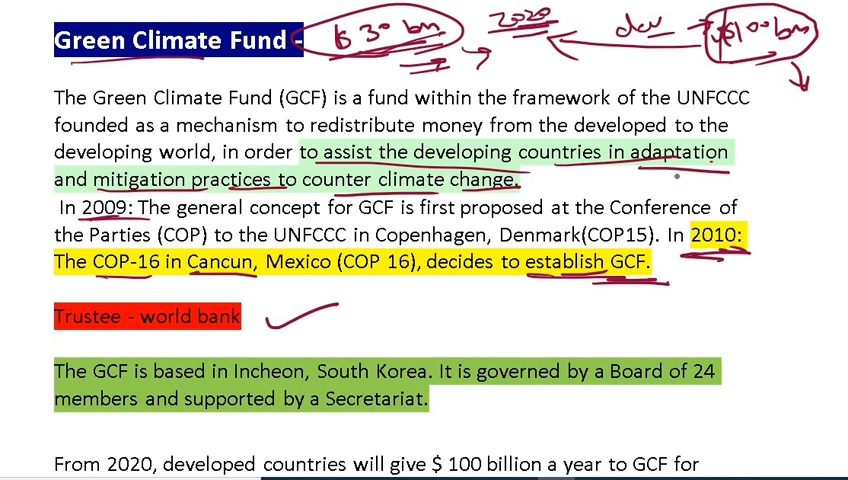 Green Climate Fund - $ 30 bn 2020 dev US$100 bn
The Green Climate Fund (GCF) is a fund within the framework of the UNFCCC
founded as a mechanism to redistribute money from the developed to the
developing world, in order to assist the developing countries in adaptation
and mitigation practices to counter climate change.
In 2009: The general concept for GCF is first proposed at the Conference of
the Parties (COP) to the UNFCCC in Copenhagen, Denmark(COP15). In 2010:
The COP-16 in Cancun, Mexico (COP 16), decides to establish GCF.
Trustee - world bank
The GCF is based in Incheon, South Korea. It is governed by a Board of 24
members and supported by a Secretariat.
From 2020, developed countries will give $ 100 billion a year to GCF for